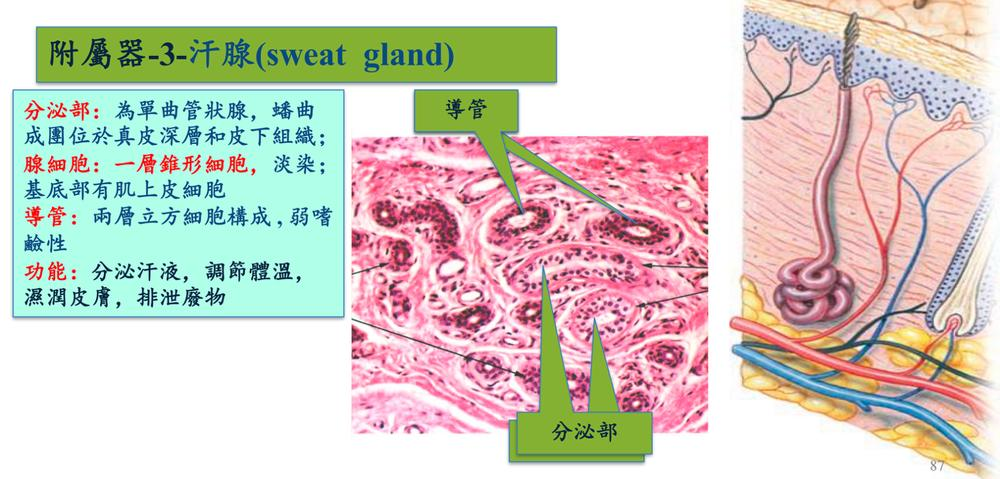 附屬器-3-汗腺(sweat gland)
分泌部：為單曲管狀腺，蟠曲
成團位於真皮深層和皮下組織；
腺細胞：一層錐形細胞，淡染；
基底部有肌上皮細胞
導管：兩層立方細胞構成,弱嗜
鹼性
功能：分泌汗液，調節體溫，
濕潤皮膚，排泄廢物
導管
分泌部
87